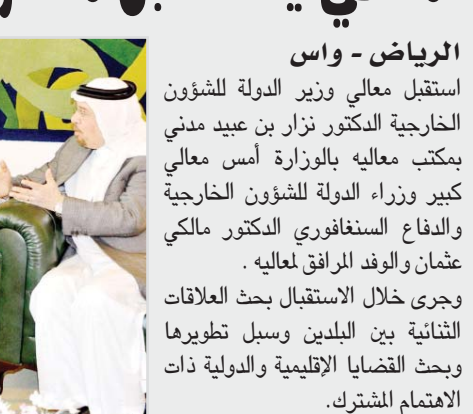 الرياض - واس
استقبل معالي وزير الدولة للشؤون
الخارجية الدكتور نزار بن عبيد مدني
بمكتب معاليه بالوزارة أمس معالي
كبير وزراء الدولة للشؤون الخارجية
والدفاع السنغافوري الدكتور مالكي
عثمان والوفد المرافق لمعاليه .
وجرى خلال الاستقبال بحث العلاقات
الثنائية بين البلدين وسبل تطويرها
وبحث القضايا الإقليمية والدولية ذات
الاهتمام المشترك.